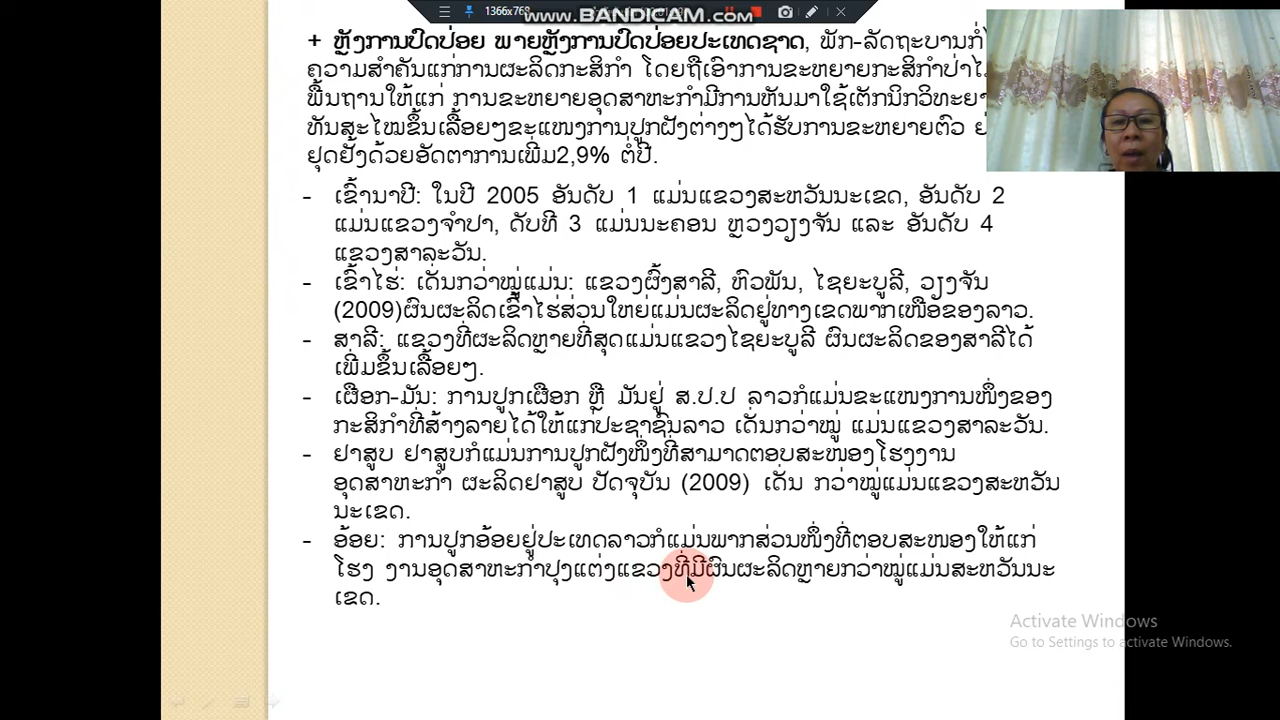 1366x768
www.BANDICAM.com
+ ຫຼັງການປົດປ່ອຍ ພາຍຫຼັງການປົດປ່ອຍປະເທດຊາດ, ພັກ-ລັດຖະບານກໍ່
ຄວາມສຳຄັນແກ່ການຜະລິດກະສິກຳ ໂດຍຖືເອົາການຂະຫຍາຍກະສິກຳປ່າໄມ້
ພື້ນຖານໃຫ້ແກ່ ການຂະຫຍາຍອຸດສາຫະກຳມີການຫັນມາໃຊ້ເຕັກນິກວິທະຍາ
ທັນສະໄໝຂຶ້ນເລື້ອຍໆຂະແໜງການປູກຝັງຕ່າງໆໄດ້ຮັບການຂະຫຍາຍຕົວ
ຢຸດຢັ້ງດ້ວຍອັດຕາການເພີ່ມ2,9% ຕໍ່ປີ.
- ເຂົ້ານາປີ: ໃນປີ 2005 ອັນດັບ 1 ແມ່ນແຂວງສະຫວັນນະເຂດ, ອັນດັບ 2
ແມ່ນແຂວງຈຳປາ, ດັບທີ 3 ແມ່ນນະຄອນ ຫຼວງວຽງຈັນ ແລະ ອັນດັບ 4
ແຂວງສາລະວັນ.
- ເຂົ້າໄຮ່: ເດັ່ນກວ່າໝູ່ແມ່ນ: ແຂວງຜົ້ງສາລີ, ຫົວພັນ, ໄຊຍະບູລີ, ວຽງຈັນ
(2009)ຜົນຜະລິດເຂົ້າໄຮ່ສ່ວນໃຫຍ່ແມ່ນຜະລິດຢູ່ທາງເຂດພາກເໜືອຂອງລາວ.
- ສາລີ: ແຂວງທີ່ຜະລິດຫຼາຍທີ່ສຸດແມ່ນແຂວງໄຊຍະບູລີ ຜົນຜະລິດຂອງສາລີໄດ້
ເພີ່ມຂຶ້ນເລື້ອຍໆ.
- ເຜືອກ-ມັນ: ການປູກເຜືອກ ຫຼື ມັນຢູ່ ສ.ປ.ປ ລາວກໍແມ່ນຂະແໜງການໜຶ່ງຂອງ
ກະສິກຳທີ່ສ້າງລາຍໄດ້ໃຫ້ແກ່ປະຊາຊົນລາວ ເດັ່ນກວ່າໝູ່ ແມ່ນແຂວງສາລະວັນ.
- ຢາສູບ ຢາສູບກໍແມ່ນການປູກຝັງໜຶ່ງທີ່ສາມາດຕອບສະໜອງໂຮງງານ
ອຸດສາຫະກຳ ຜະລິດຢາສູບ ປັດຈຸບັນ (2009) ເດັ່ນ ກວ່າໝູ່ແມ່ນແຂວງສະຫວັນ
ນະເຂດ.
- ອ້ອຍ: ການປູກອ້ອຍຢູ່ປະເທດລາວກໍແມ່ນພາກສ່ວນໜຶ່ງທີ່ຕອບສະໜອງໃຫ້ແກ່
ໂຮງ ງານອຸດສາຫະກຳປຸງແຕ່ງແຂວງທີ່ມີຜົນຜະລິດຫຼາຍກວ່າໝູ່ແມ່ນສະຫວັນນະ
ເຂດ.
Activate Windows
Go to Settings to activate Windows.